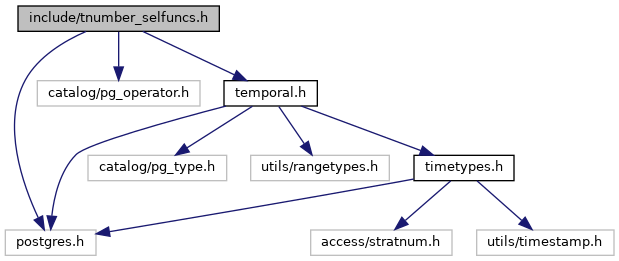 include/tnumber_selfuncs.h
catalog/pg_operator.h
temporal.h
catalog/pg_type.h
utils/rangetypes.h
timetypes.h
postgres.h
access/stratnum.h
utils/timestamp.h